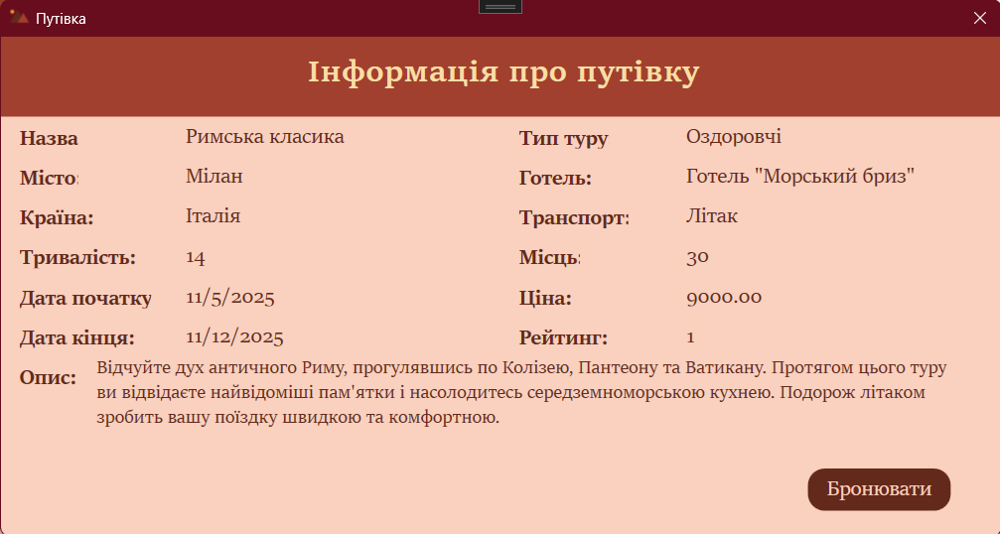 Путівка
Інформація про путівку
Назва Римська класика Тип туру Оздоровчі
Місто: Мілан Готель: Готель "Морський бриз"
Країна: Італія Транспорт: Літак
Тривалість: 14 Місць: 30
Дата початку 11/5/2025 Ціна: 9000.00
Дата кінця: 11/12/2025 Рейтинг: 1
Опис: Відчуйте дух античного Риму, прогулявшись по Колізею, Пантеону та Ватикану. Протягом цього туру
ви відвідаєте найвідоміші пам'ятки і насолодитесь середземноморською кухнею. Подорож літаком
зробить вашу поїздку швидкою та комфортною.
Бронювати